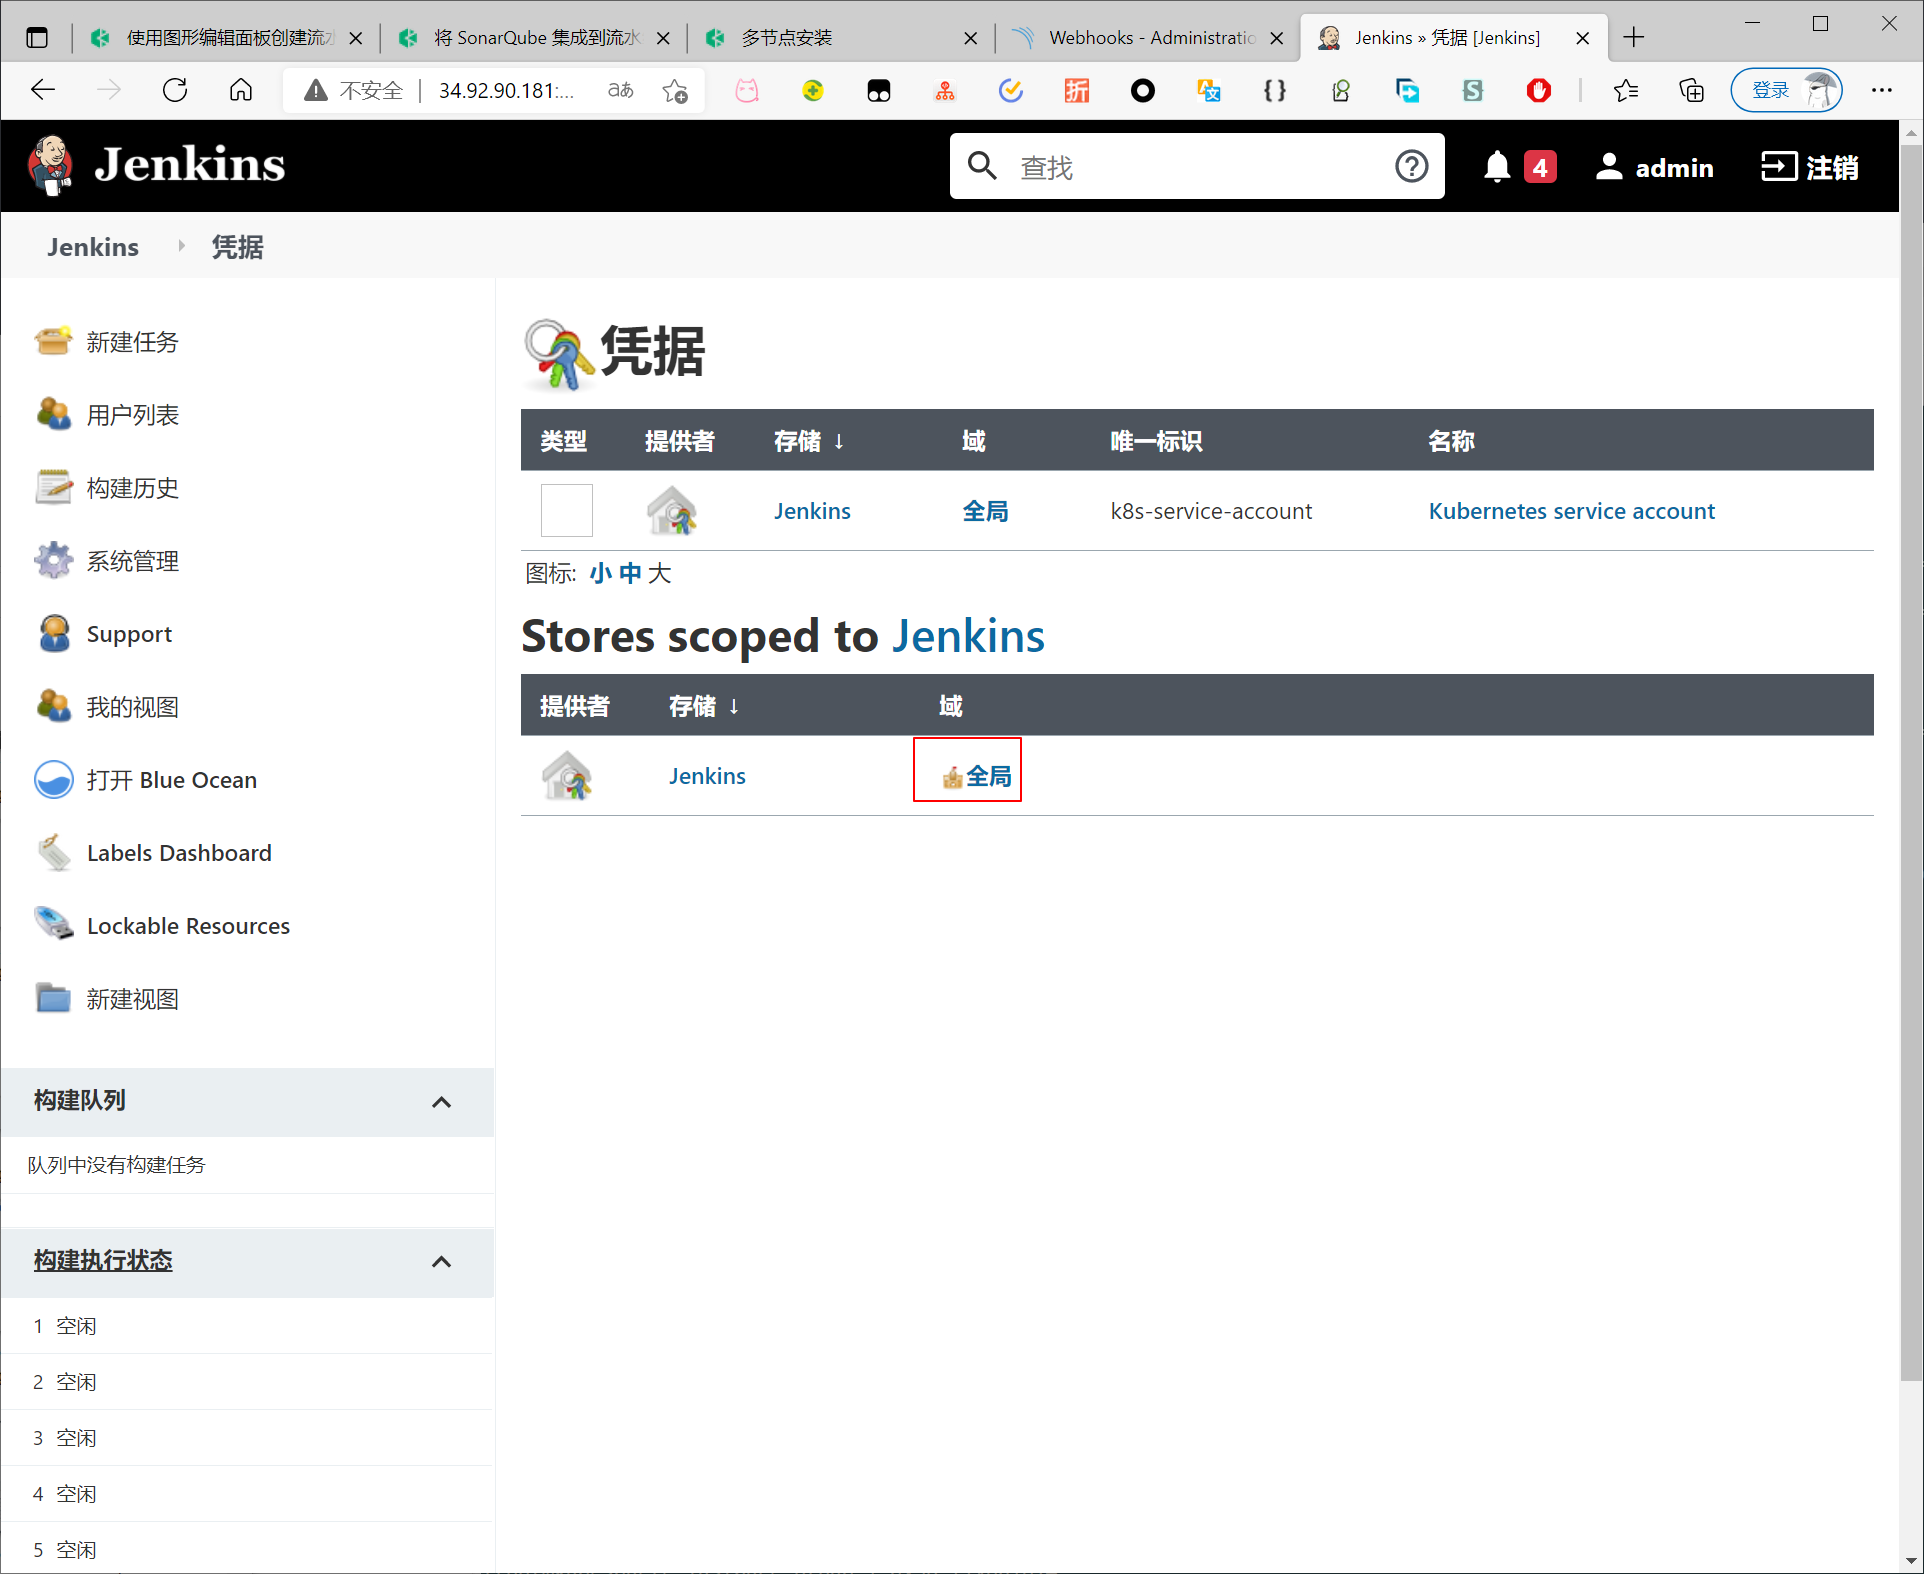 使用图形编辑面板创建流水
将 SonarQube 集成到流水
多节点安装
Webhooks - Administratio
Jenkins » 凭据 [Jenkins]
不安全 34.92.90.181:... aあ 折 登录
Jenkins 查找 4 admin 注销
Jenkins 凭据
新建任务
用户列表
构建历史
系统管理
Support
我的视图
打开 Blue Ocean
Labels Dashboard
Lockable Resources
新建视图
构建队列
队列中没有构建任务
构建执行状态
1 空闲
2 空闲
3 空闲
4 空闲
5 空闲
凭据
类型 提供者 存储 ↓ 域 唯一标识 名称
Jenkins 全局 k8s-service-account Kubernetes service account
图标: 小 中 大
Stores scoped to Jenkins
提供者 存储 ↓ 域
Jenkins 全局